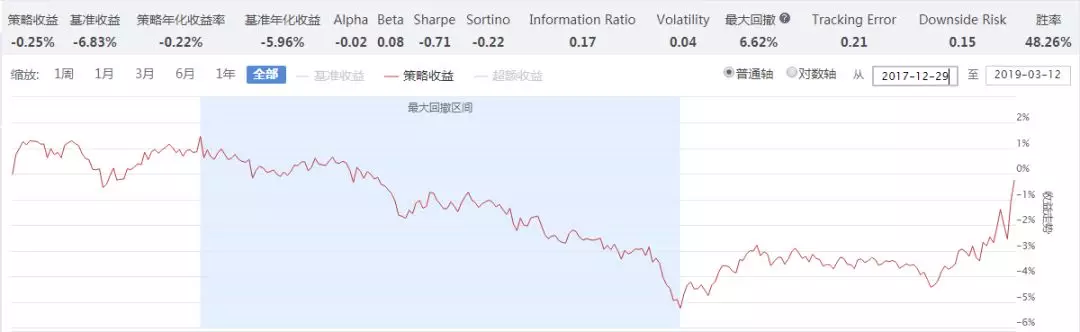 策略收益 基准收益 策略年化收益率 基准年化收益率 Alpha Beta Sharpe Sortino Information Ratio Volatility 最大回撤 ? Tracking Error Downside Risk 胜率
-0.25% -6.83% -0.22% -5.96% -0.02 0.08 -0.71 -0.22 0.17 0.04 6.62% 0.21 0.15 48.26%
缩放: 1周 1月 3月 6月 1年 全部 基准收益 策略收益 超额收益 普通轴 对数轴 从 2017-12-29 至 2019-03-12
最大回撤区间
2%
1%
0%
-1%
-2%
-3%
-4%
-5%
-6%
收益走势